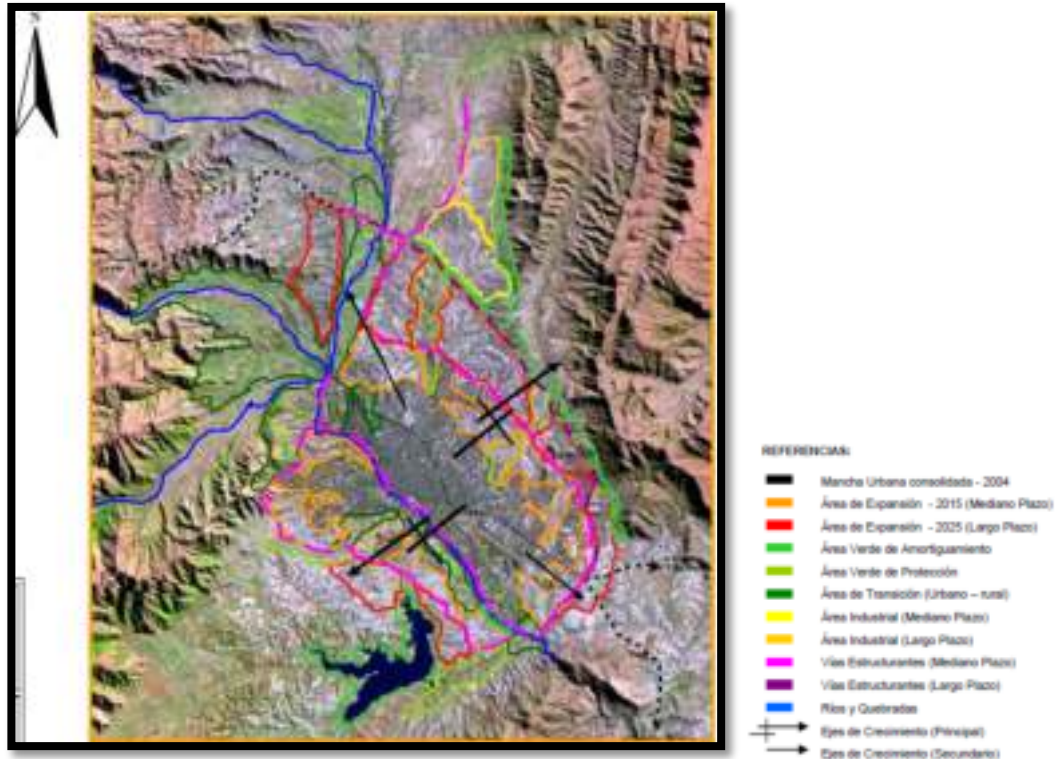 N
REFERENCIAS:
Mancha Urbana consolidada - 2004
Área de Expansión - 2015 (Mediano Plazo)
Área de Expansión - 2025 (Largo Plazo)
Área Verde de Amortiguamiento
Área Verde de Protección
Área de Transición (Urbano – rural)
Área Industrial (Mediano Plazo)
Área Industrial (Largo Plazo)
Vías Estructurantes (Mediano Plazo)
Vías Estructurantes (Largo Plazo)
Ríos y Quebradas
Ejes de Crecimiento (Principal)
Ejes de Crecimiento (Secundario)